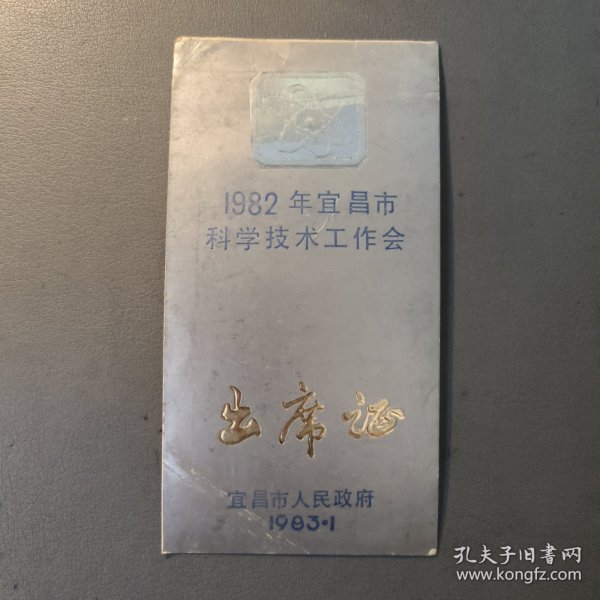 1982年宜昌市
科学技术工作会
出席证
宜昌市人民政府
1983·1
孔夫子旧书网
www.kongfz.com